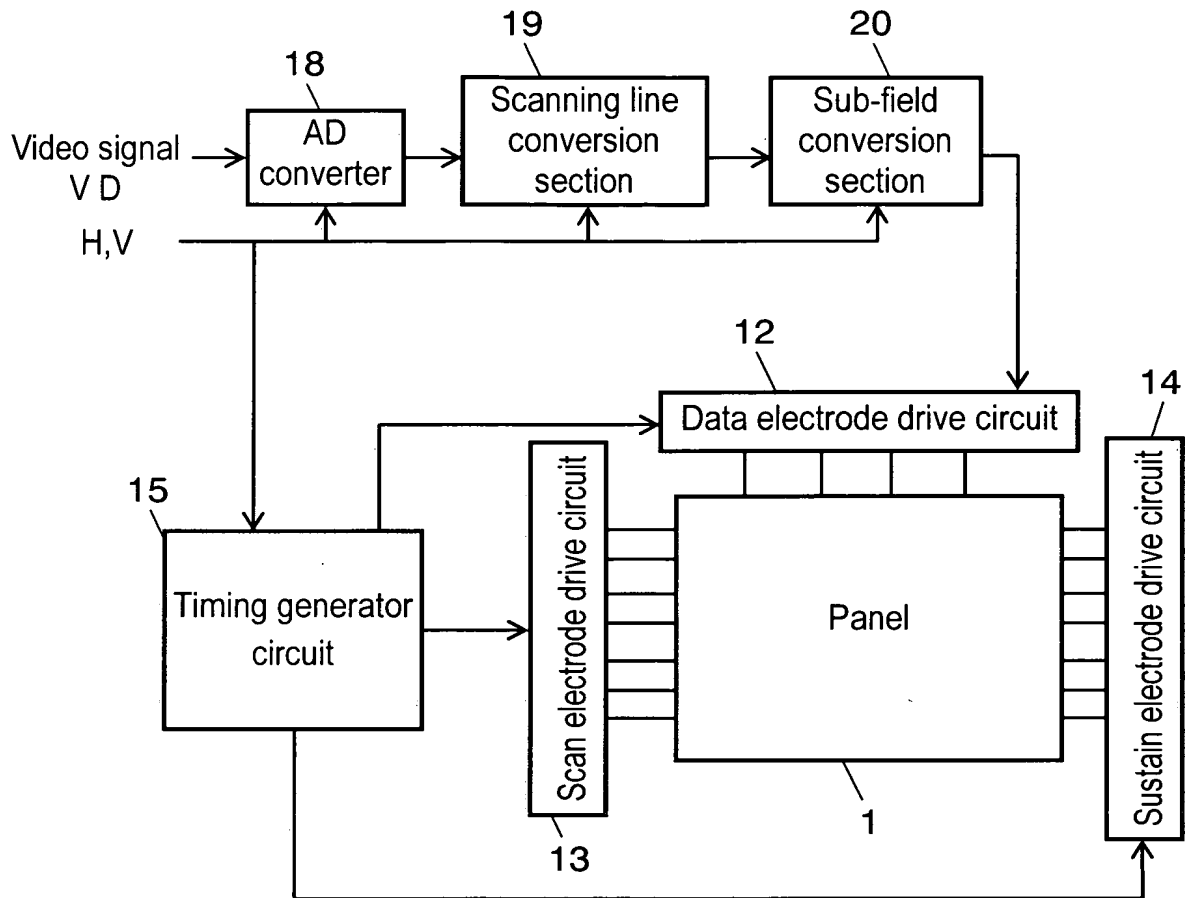 19
20
18
Scanning line
conversion
section
Sub-field
conversion
section
AD
converter
Video signal
V D
H,V
12
Data electrode drive circuit
14
15
Timing generator
circuit
Scan electrode drive circuit
Panel
Sustain electrode drive circuit
13
1